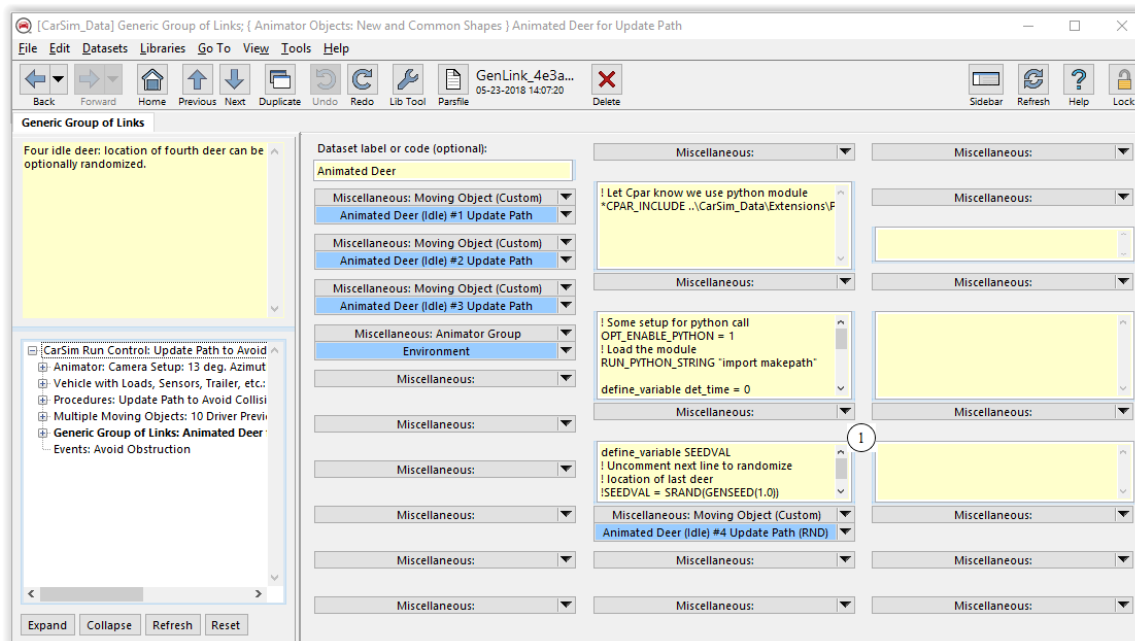 [CarSim_Data] Generic Group of Links; { Animator Objects: New and Common Shapes } Animated Deer for Update Path
File Edit Datasets Libraries Go To View Tools Help
Back Forward Home Previous Next Duplicate Undo Redo Lib Tool Parsfile
GenLink_4e3a...
05-23-2018 14:07:20
Delete Sidebar Refresh Help Lock
Generic Group of Links
Four idle deer: location of fourth deer can be
optionally randomized.
CarSim Run Control: Update Path to Avoid
Animator: Camera Setup: 13 deg. Azimut
Vehicle with Loads, Sensors, Trailer, etc.:
Procedures: Update Path to Avoid Collisi
Multiple Moving Objects: 10 Driver Previ
Generic Group of Links: Animated Deer
Events: Avoid Obstruction
Expand Collapse Refresh Reset
Dataset label or code (optional):
Animated Deer
Miscellaneous: Moving Object (Custom)
Animated Deer (Idle) #1 Update Path
Miscellaneous: Moving Object (Custom)
Animated Deer (Idle) #2 Update Path
Miscellaneous: Moving Object (Custom)
Animated Deer (Idle) #3 Update Path
Miscellaneous: Animator Group
Environment
Miscellaneous:
Miscellaneous:
Miscellaneous:
Miscellaneous:
Miscellaneous:
Miscellaneous:
Miscellaneous:
! Let Cpar know we use python module
*CPAR_INCLUDE ..\CarSim_Data\Extensions\F
Miscellaneous:
! Some setup for python call
OPT_ENABLE_PYTHON = 1
! Load the module
RUN_PYTHON_STRING "import makepath"
define_variable det_time = 0
Miscellaneous:
1
define_variable SEEDVAL
! Uncomment next line to randomize
! location of last deer
!SEEDVAL = SRAND(GENSEED(1.0))
Miscellaneous: Moving Object (Custom)
Animated Deer (Idle) #4 Update Path (RND)
Miscellaneous:
Miscellaneous:
Miscellaneous:
Miscellaneous:
Miscellaneous:
Miscellaneous:
Miscellaneous:
Miscellaneous:
Miscellaneous: